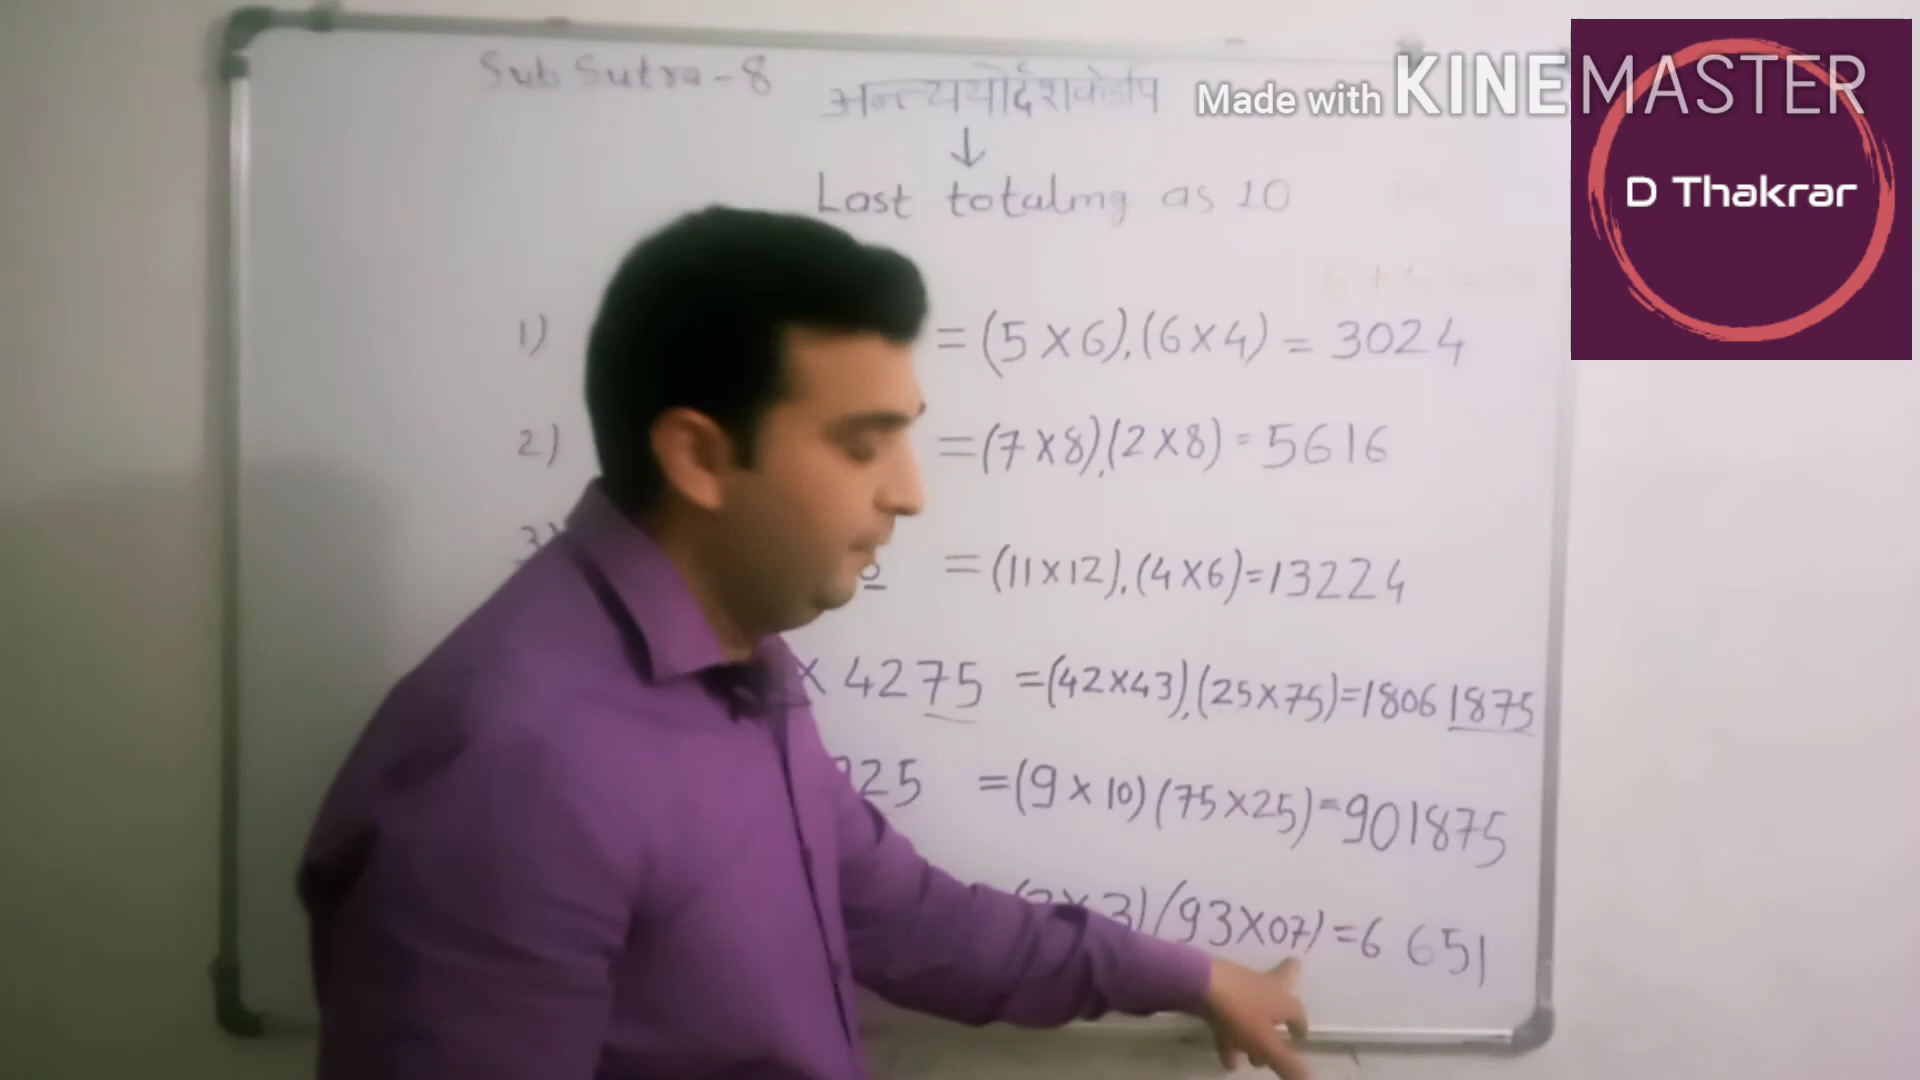 Sub Sutra - 8
अन्त्ययोर्दशकेऽपि
Made with KINEMASTER
D Thakrar
↓
Last totaling as 10
1) = (5 X 6), (6 X 4) = 3024
2) = (7 X 8), (2 X 8) = 5616
3) = (11 X 12), (4 X 6) = 13224
X 4275 = (42 X 43), (25 X 75) = 1806 1875
25 = (9 X 10) (75 X 25) = 901875
3) (93 X 07) = 6 651